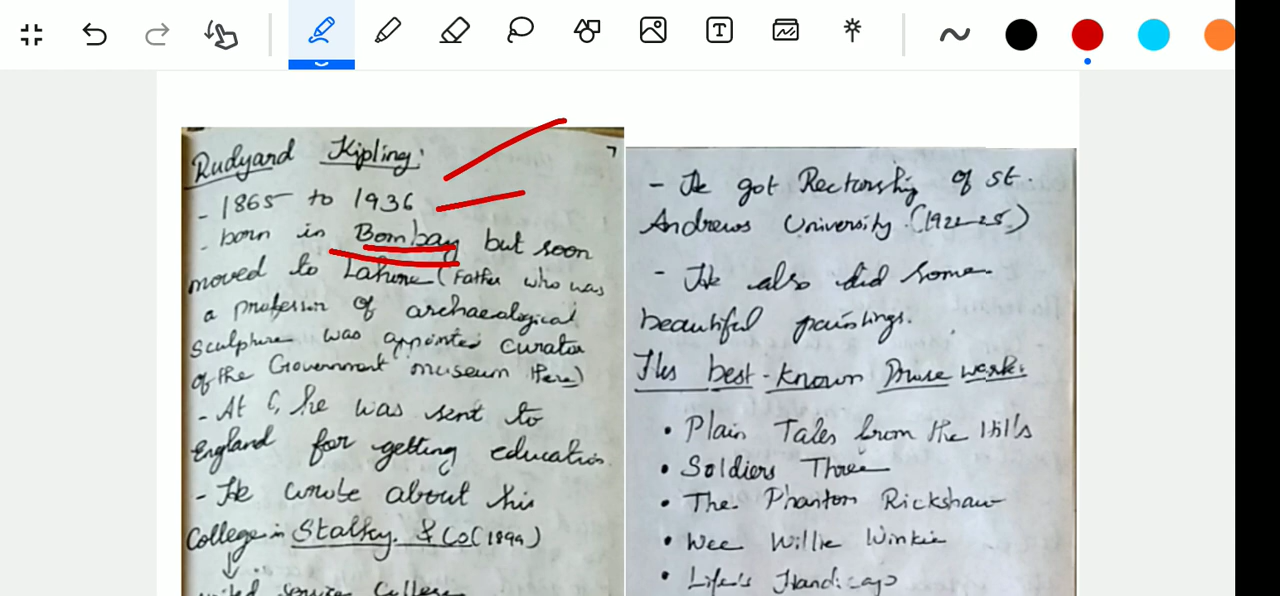 Rudyard Kipling:
7
- 1865 to 1936
- born in Bombay but soon
moved to Lahore (Father who was
a professor of archaeological
sculpture was appointed curator
of the Government museum there)
- At 6, he was sent to
England for getting education.
- He wrote about his
College in Stalky. & Co (1899)
United Services College
- He got Rectorship of St.
Andrews University (1922-25)
- He also did some
beautiful paintings.
His best-known Prose works
• Plain Tales from the Hills
• Soldiers Three
• The Phantom Rickshaw
• Wee Willie Winkie
• Life's Handicap